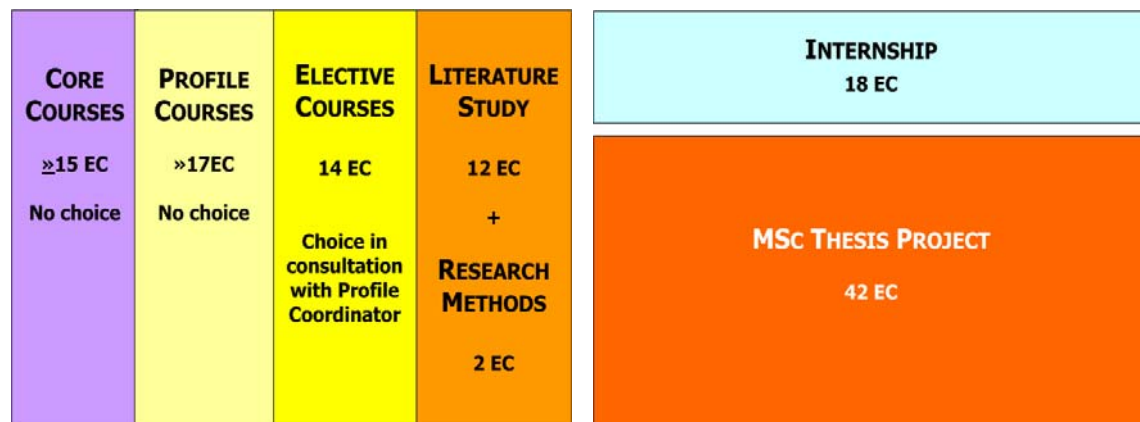 CORE
COURSES
»15 EC
No choice
PROFILE
COURSES
»17EC
No choice
ELECTIVE
COURSES
14 EC
Choice in
consultation
with Profile
Coordinator
LITERATURE
STUDY
12 EC
+
RESEARCH
METHODS
2 EC
INTERNSHIP
18 EC
MSC THESIS PROJECT
42 EC